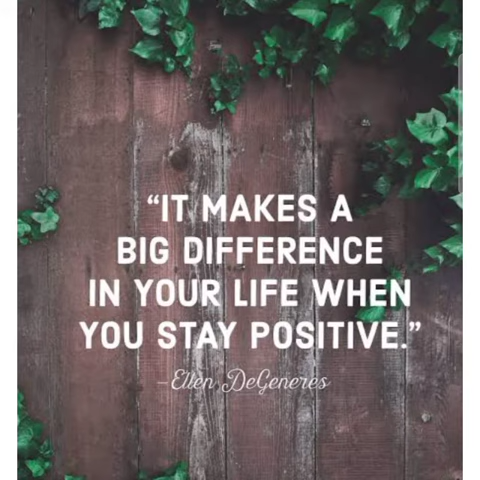 “IT MAKES A
BIG DIFFERENCE
IN YOUR LIFE WHEN
YOU STAY POSITIVE.”
–Ellen DeGeneres